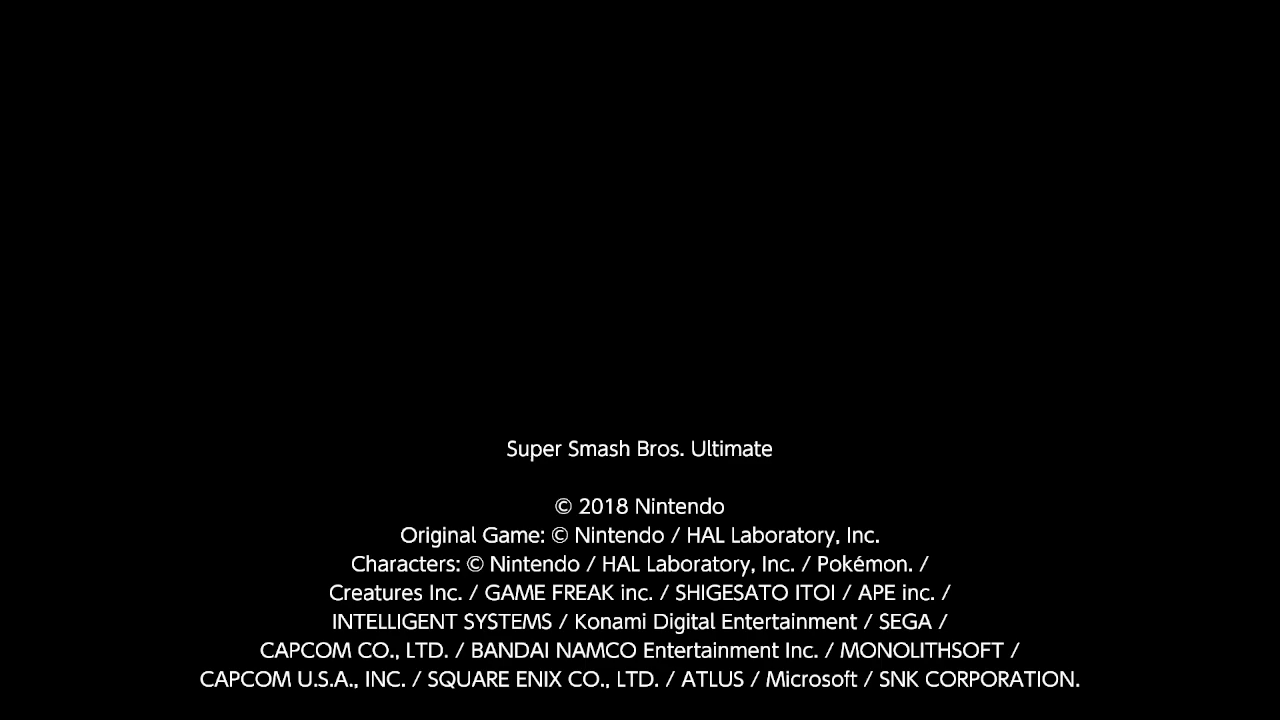 Super Smash Bros. Ultimate
© 2018 Nintendo
Original Game: © Nintendo / HAL Laboratory, Inc.
Characters: © Nintendo / HAL Laboratory, Inc. / Pokémon. /
Creatures Inc. / GAME FREAK inc. / SHIGESATO ITOI / APE inc. /
INTELLIGENT SYSTEMS / Konami Digital Entertainment / SEGA /
CAPCOM CO., LTD. / BANDAI NAMCO Entertainment Inc. / MONOLITHSOFT /
CAPCOM U.S.A., INC. / SQUARE ENIX CO., LTD. / ATLUS / Microsoft / SNK CORPORATION.